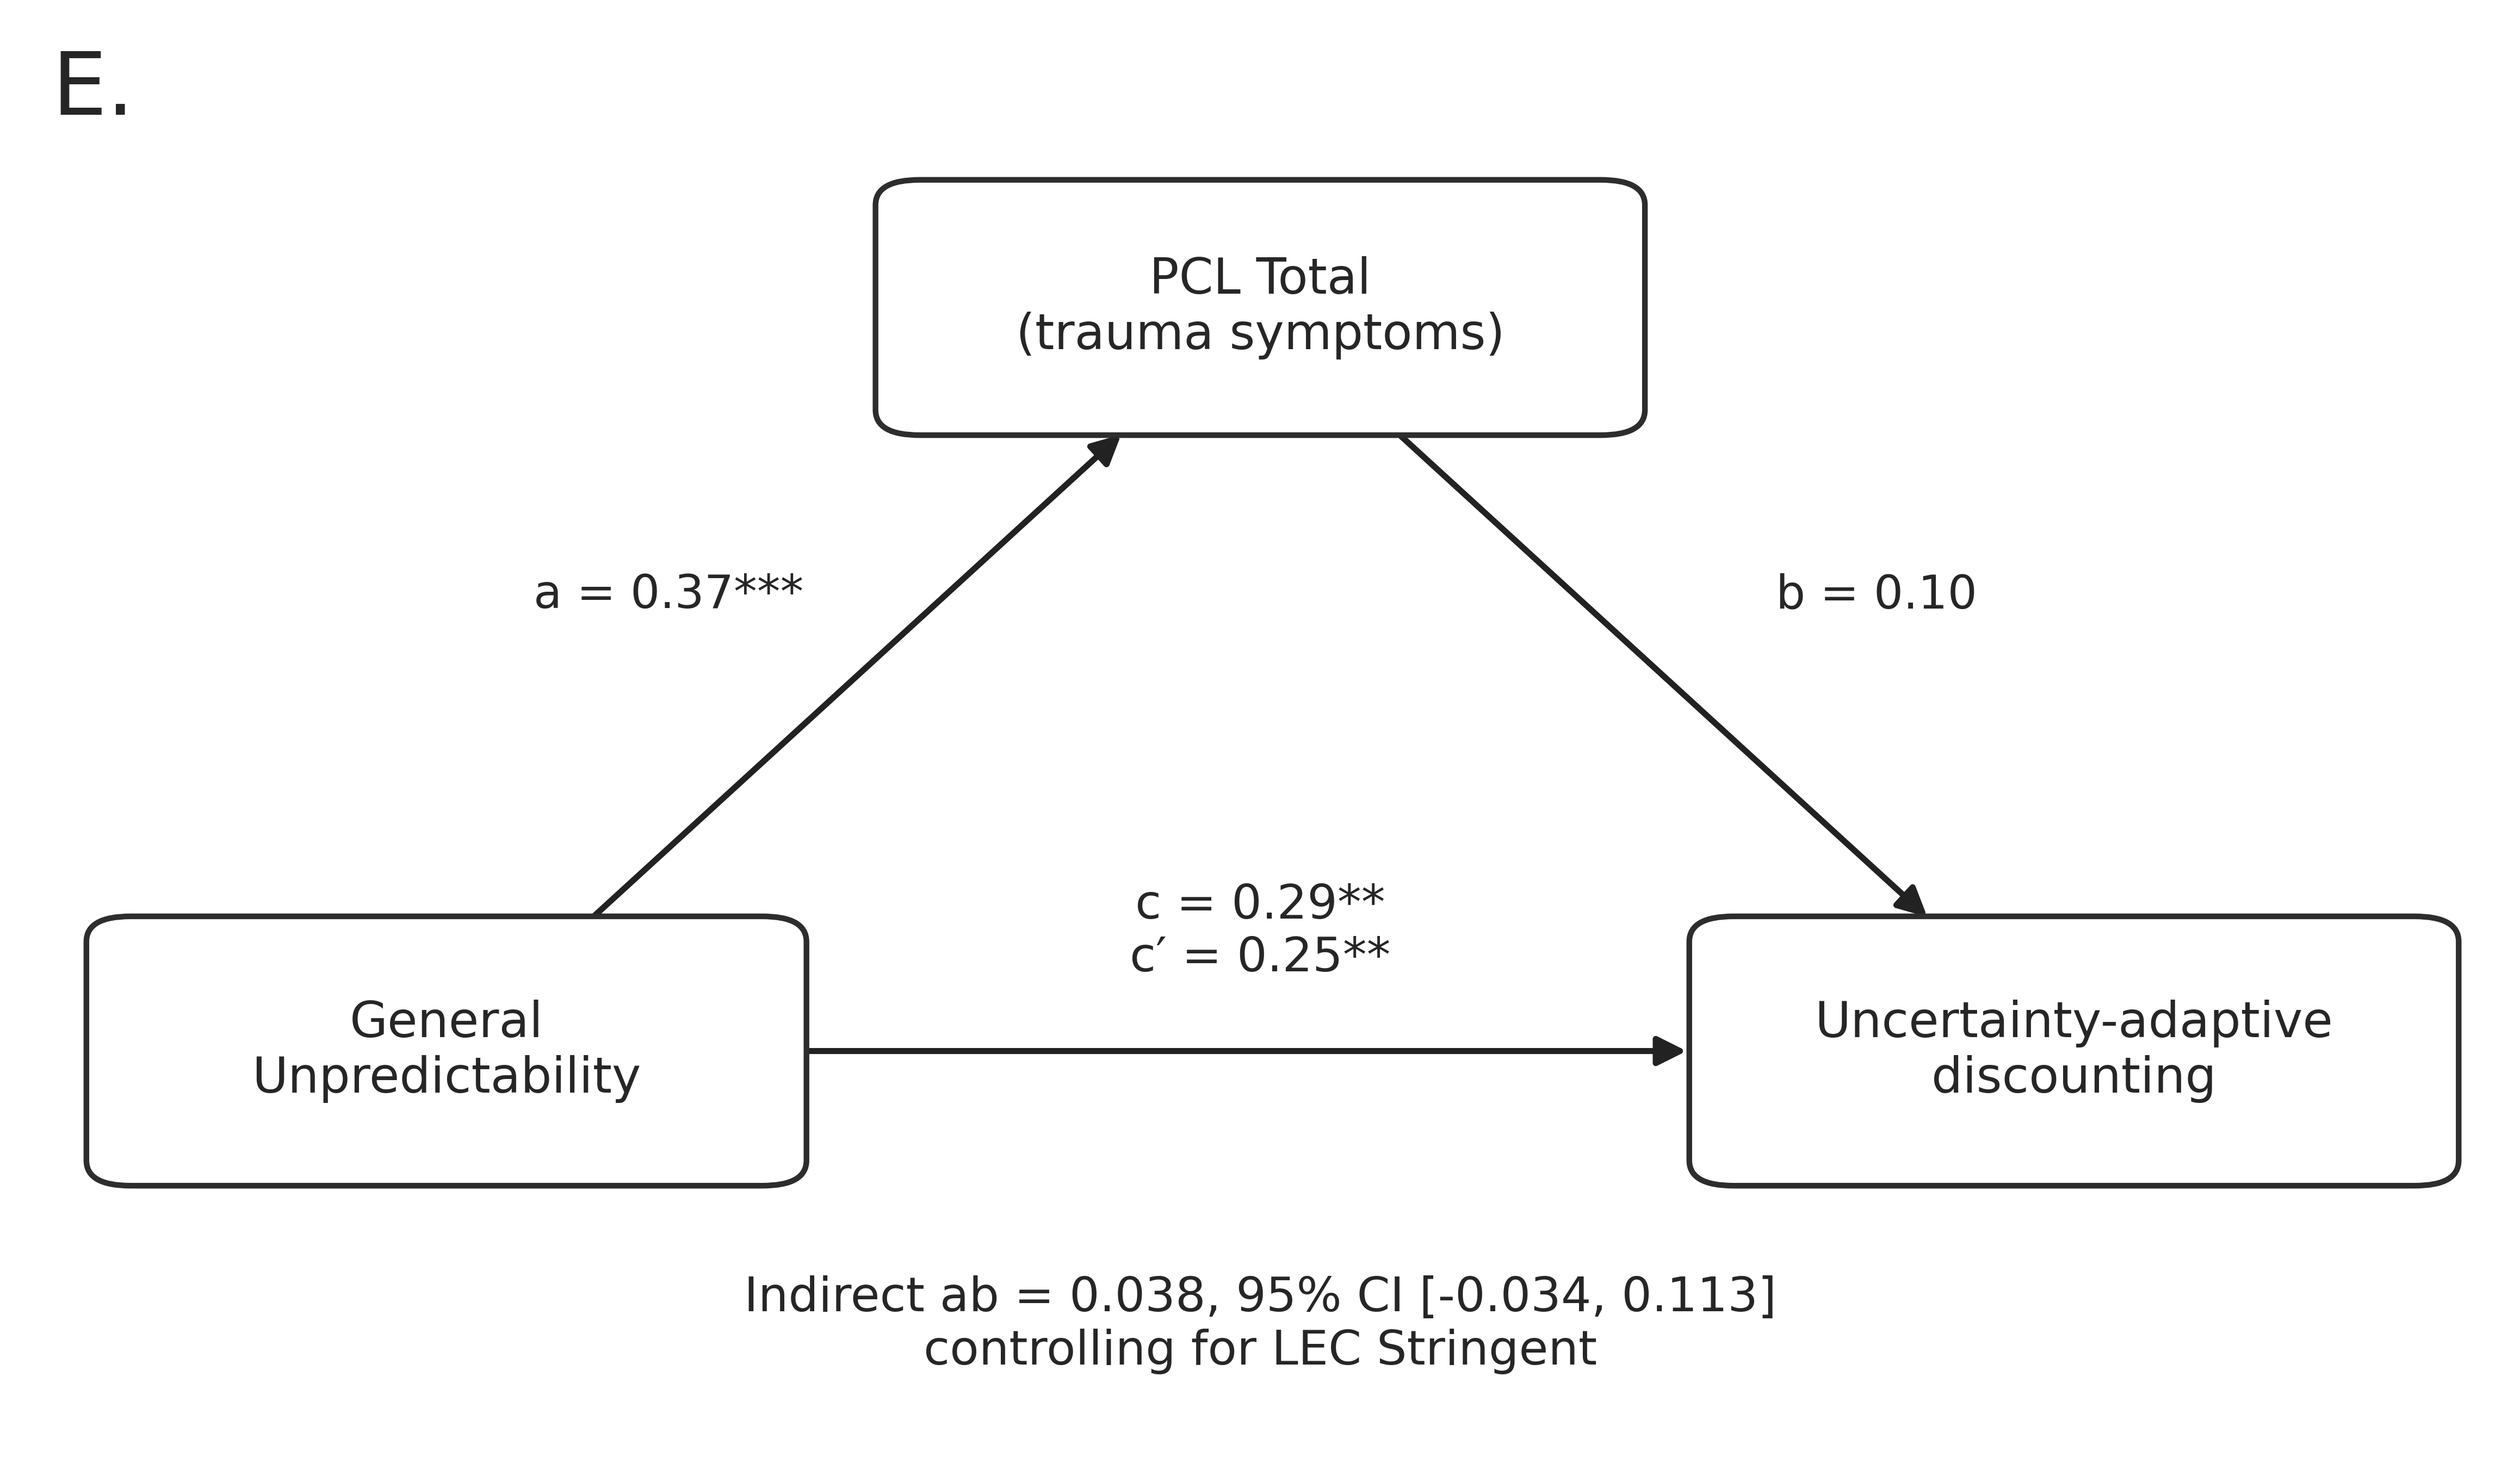 E.
PCL Total
(trauma symptoms)
a = 0.37***
b = 0.10
c = 0.29**
c′ = 0.25**
General
Unpredictability
Uncertainty-adaptive
discounting
Indirect ab = 0.038, 95% CI [-0.034, 0.113]
controlling for LEC Stringent